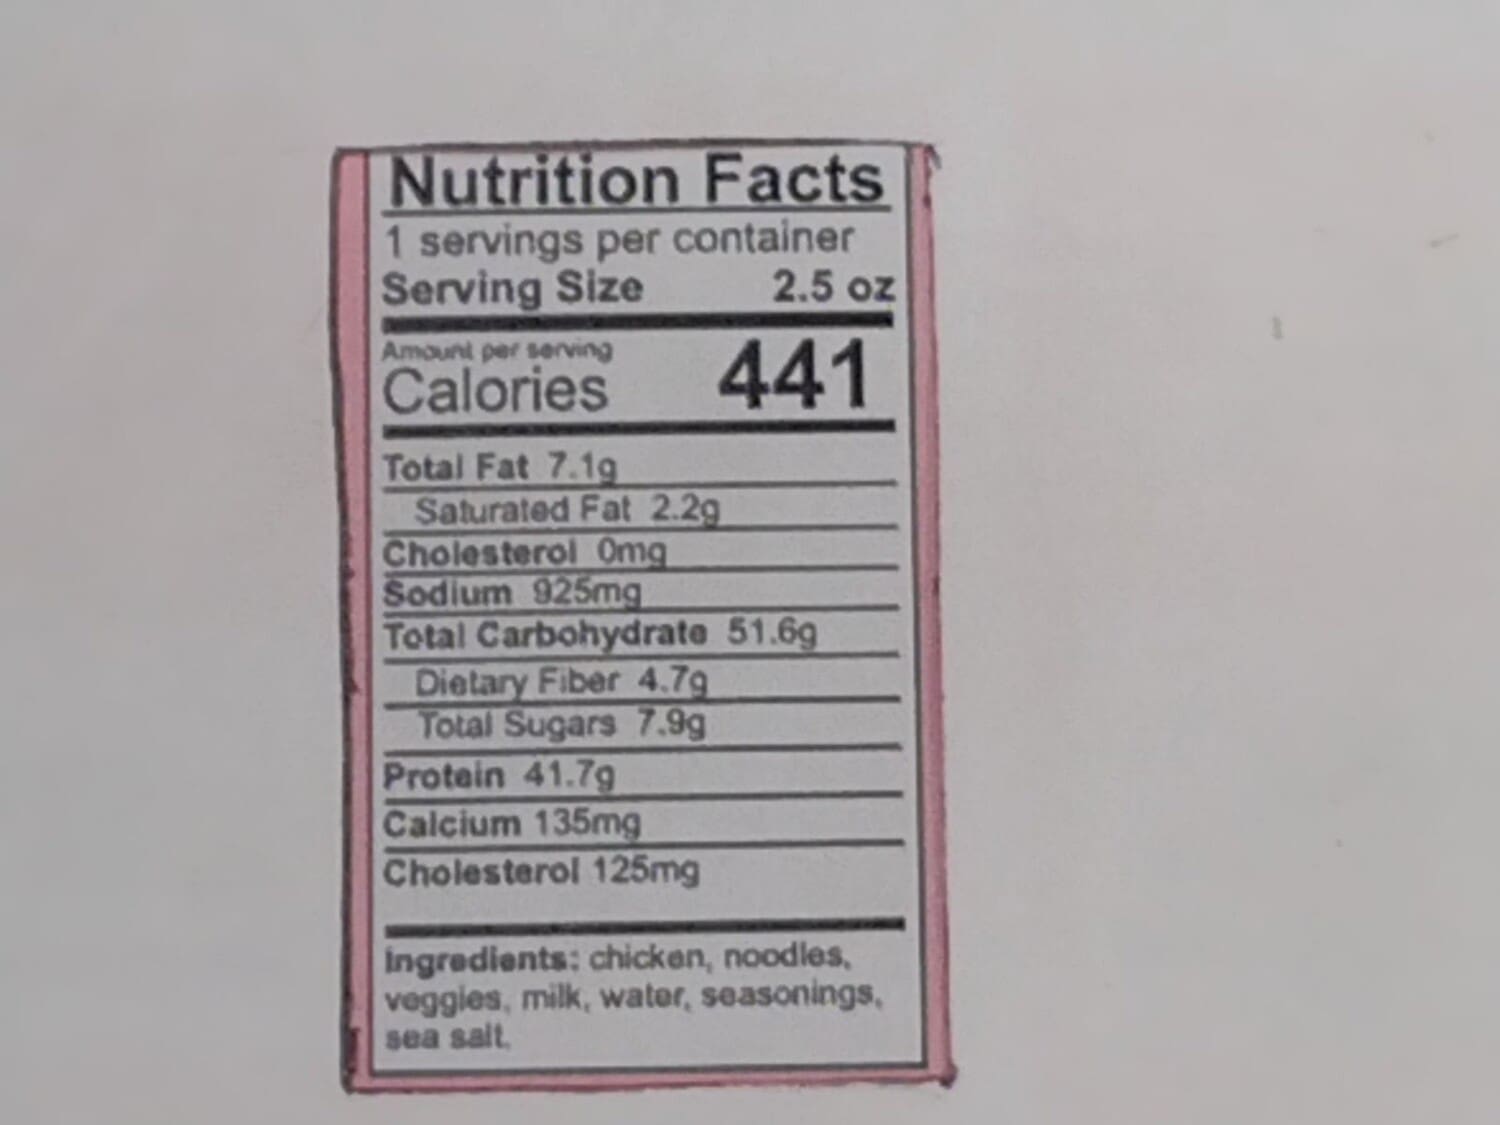 Nutrition Facts
1 servings per container
Serving Size 2.5 oz
Amount per serving
Calories 441
Total Fat 7.1g
Saturated Fat 2.2g
Cholesterol 0mg
Sodium 925mg
Total Carbohydrate 51.6g
Dietary Fiber 4.7g
Total Sugars 7.9g
Protein 41.7g
Calcium 135mg
Cholesterol 125mg
Ingredients: chicken, noodles,
veggies, milk, water, seasonings,
sea salt.